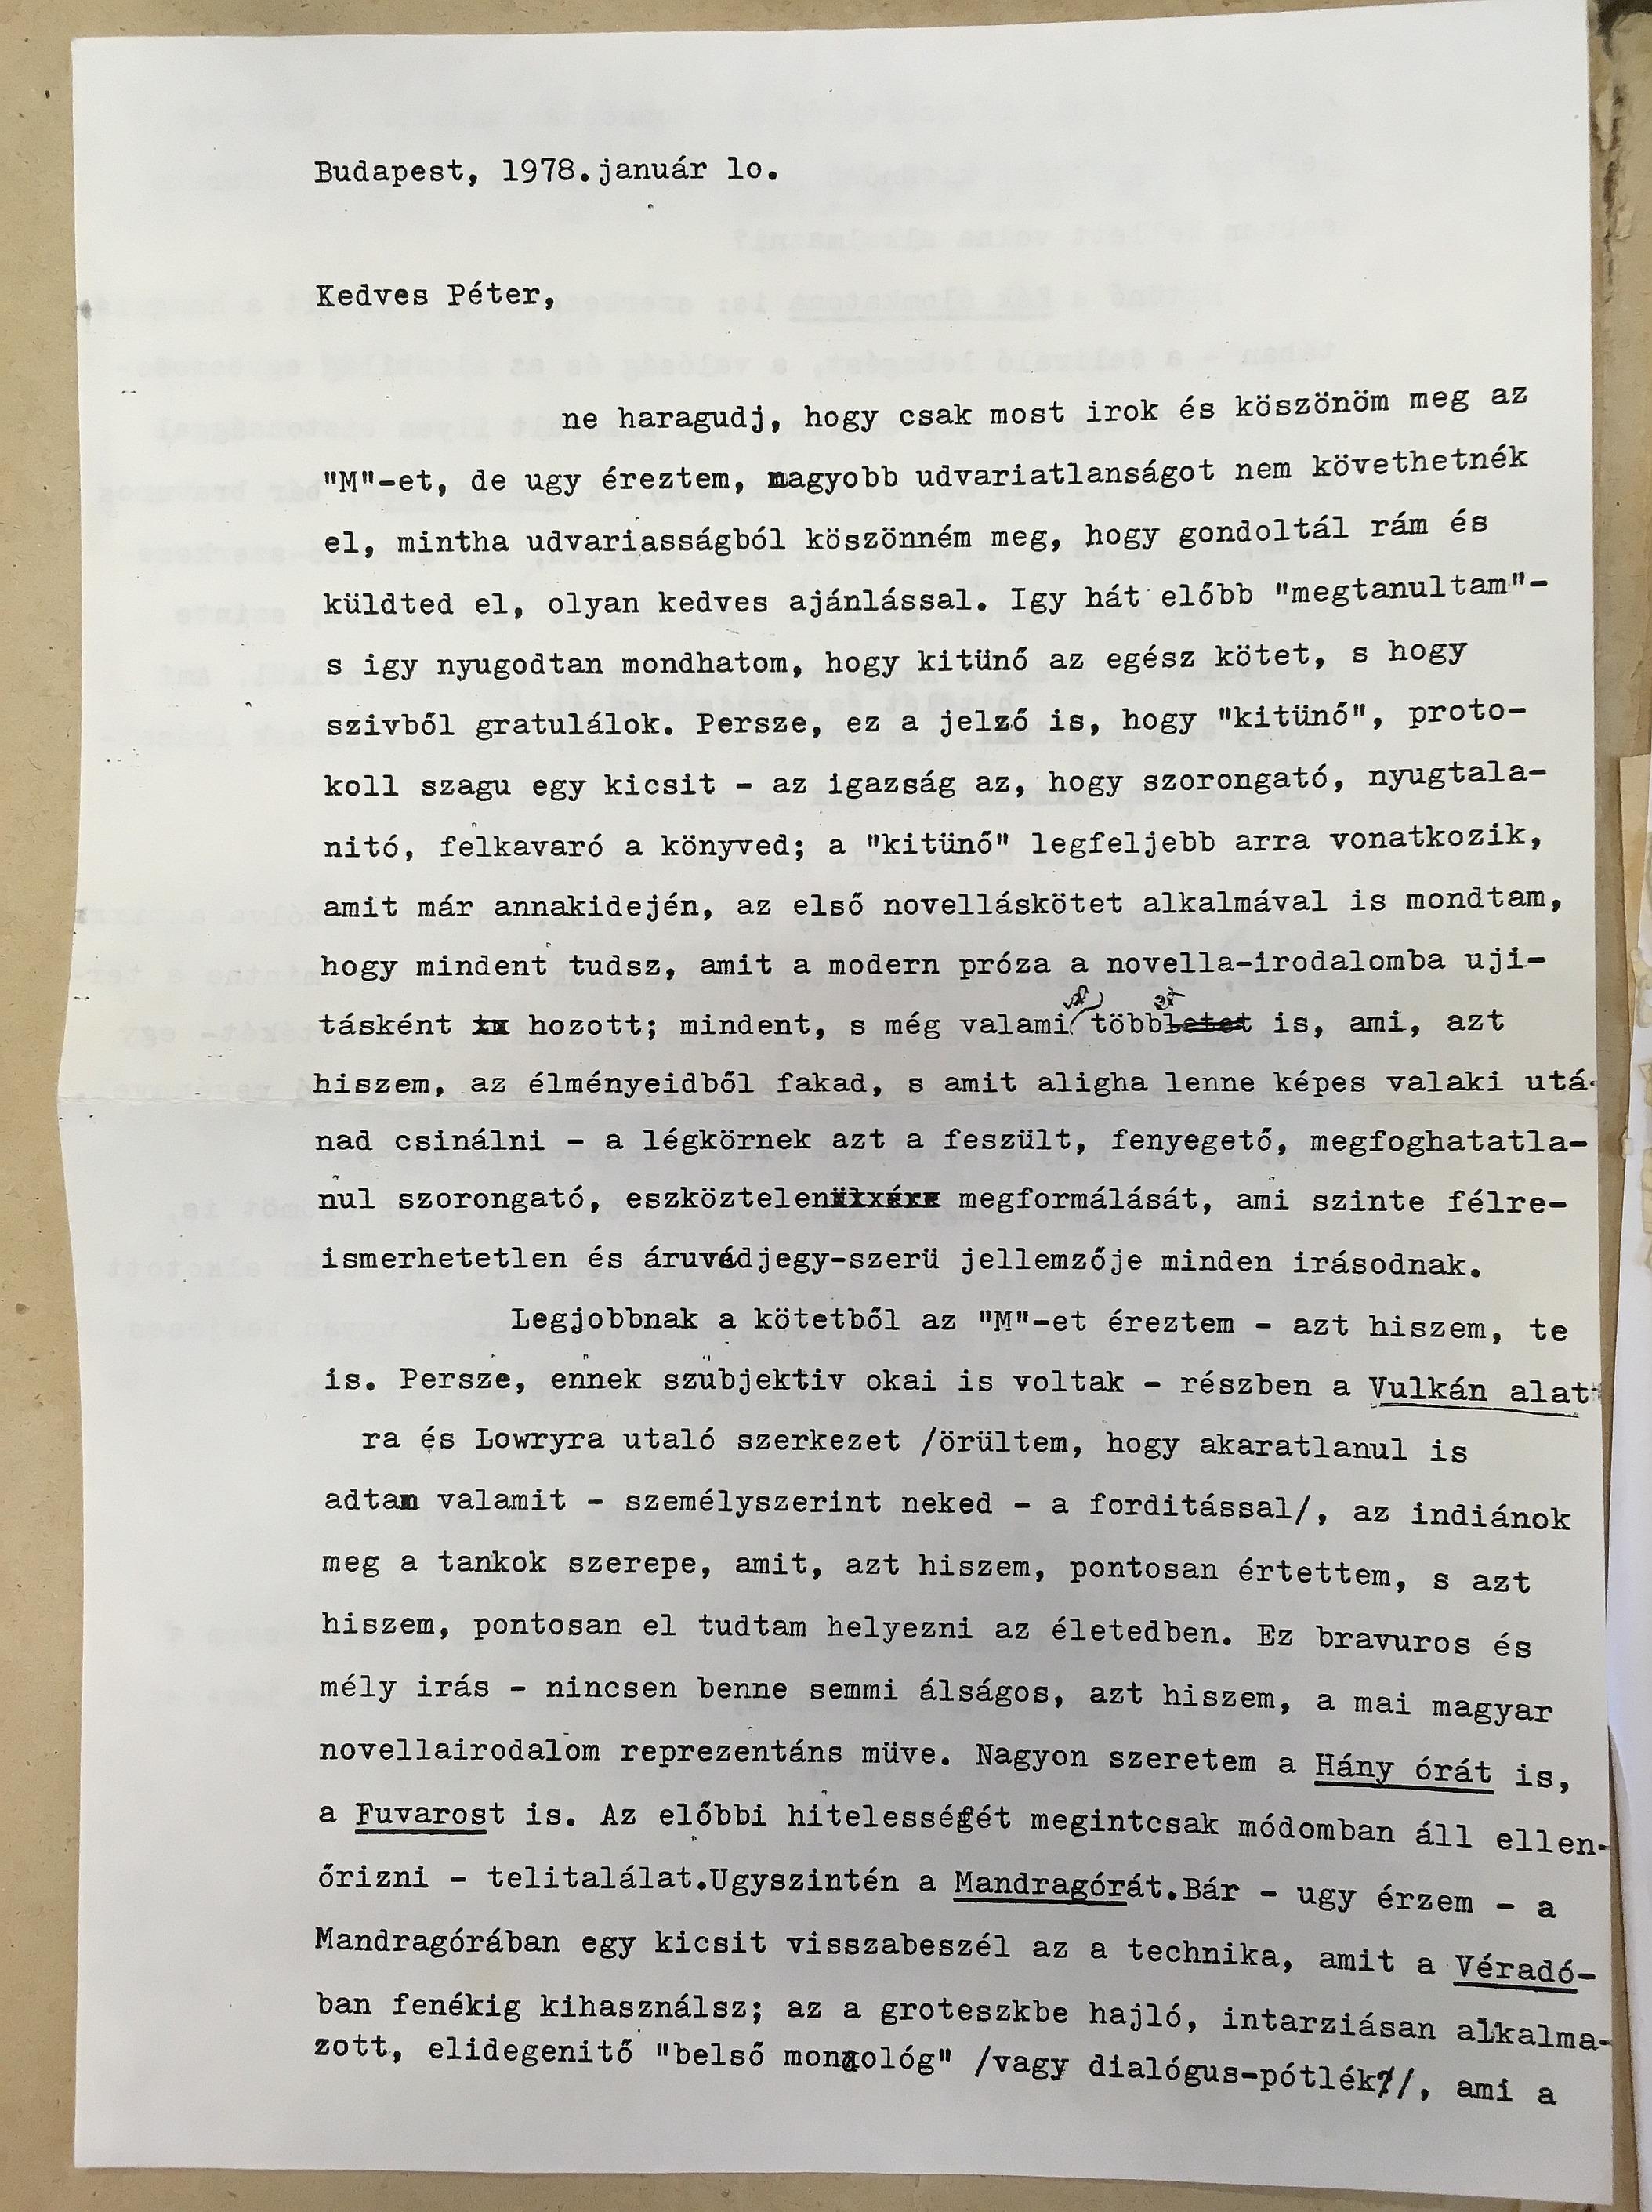 Budapest, 1978.január lo.
Kedves Péter,
ne haragudj, hogy csak most irok és köszönöm meg az
"M"-et, de ugy éreztem, nagyobb udvariatlanságot nem követhetnék
el, mintha udvariasságból köszönném meg, hogy gondoltál rám és
küldted el, olyan kedves ajánlással. Igy hát előbb "megtanultam"-
s igy nyugodtan mondhatom, hogy kitünő az egész kötet, s hogy
szivből gratulálok. Persze, ez a jelző is, hogy "kitünő", proto-
koll szagu egy kicsit - az igazság az, hogy szorongató, nyugtala-
nitó, felkavaró a könyved; a "kitünő" legfeljebb arra vonatkozik,
amit már annakidején, az első novelláskötet alkalmával is mondtam,
hogy mindent tudsz, amit a modern próza a novella-irodalomba uji-
tásként hozott; mindent, s még valami többet is, ami, azt
hiszem, az élményeidből fakad, s amit aligha lenne képes valaki utá-
nad csinálni - a légkörnek azt a feszült, fenyegető, megfoghatatla-
nul szorongató, eszköztelen megformálását, ami szinte félre-
ismerhetetlen és áruvédjegy-szerü jellemzője minden irásodnak.
Legjobbnak a kötetből az "M"-et éreztem - azt hiszem, te
is. Persze, ennek szubjektiv okai is voltak - részben a Vulkán alatt
ra és Lowryra utaló szerkezet /örültem, hogy akaratlanul is
adtam valamit - személyszerint neked - a forditással/, az indiánok
meg a tankok szerepe, amit, azt hiszem, pontosan értettem, s azt
hiszem, pontosan el tudtam helyezni az életedben. Ez bravuros és
mély irás - nincsen benne semmi álságos, azt hiszem, a mai magyar
novellairodalom reprezentáns müve. Nagyon szeretem a Hány órát is,
a Fuvarost is. Az előbbi hitelességét megintcsak módomban áll ellen-
őrizni - telitalálat.Ugyszintén a Mandragórát.Bár - ugy érzem - a
Mandragórában egy kicsit visszabeszél az a technika, amit a Véradó-
ban fenékig kihasználsz; az a groteszkbe hajló, intarziásan alkalma-
zott, elidegenitő "belső monológ" /vagy dialógus-pótlék?/, ami a